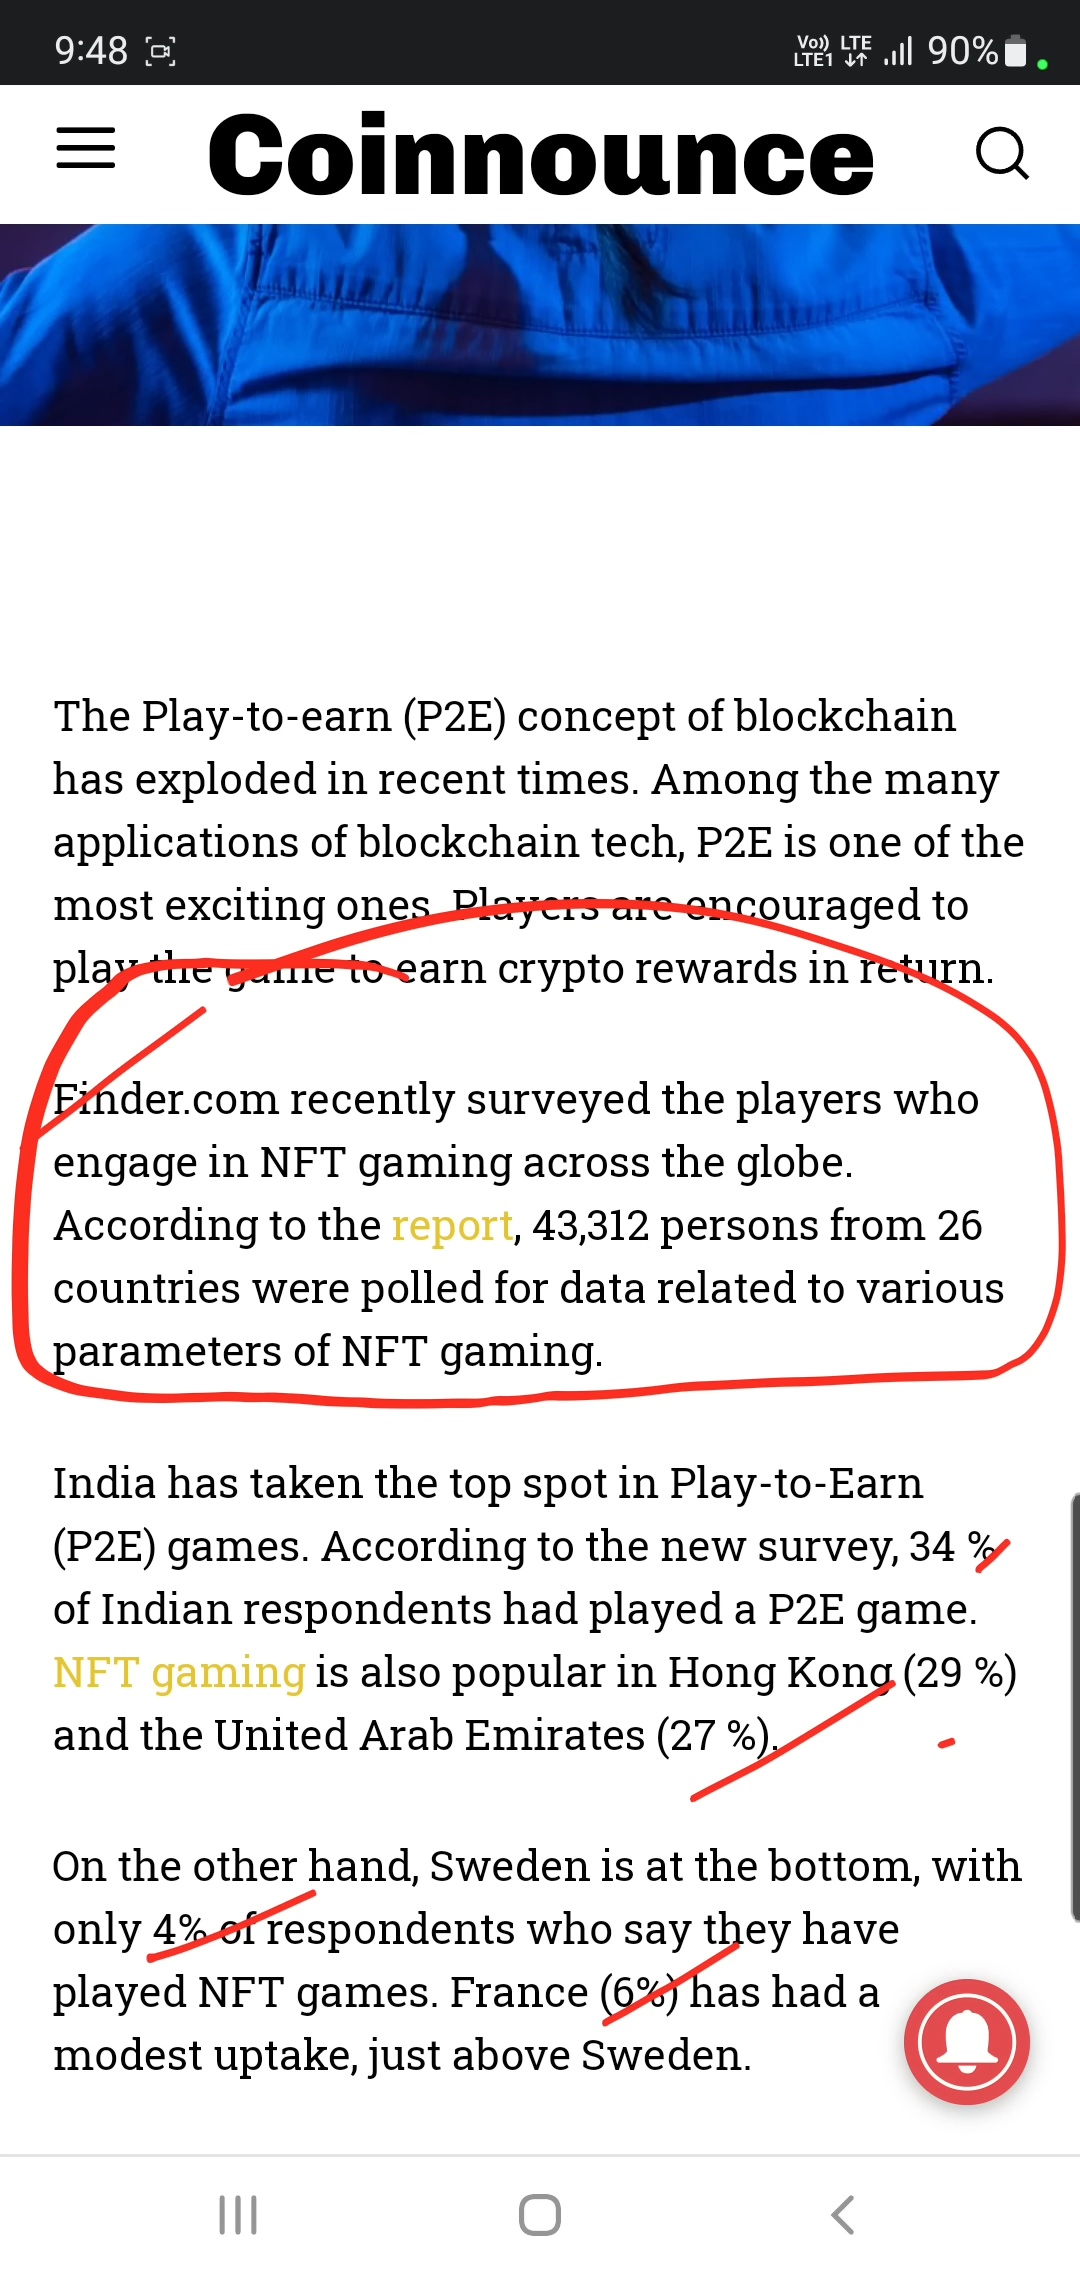 9:48
Vo)) LTE
LTE1
90%
Coinnounce
The Play-to-earn (P2E) concept of blockchain
has exploded in recent times. Among the many
applications of blockchain tech, P2E is one of the
most exciting ones. Players are encouraged to
play the game to earn crypto rewards in return.
Finder.com recently surveyed the players who
engage in NFT gaming across the globe.
According to the report, 43,312 persons from 26
countries were polled for data related to various
parameters of NFT gaming.
India has taken the top spot in Play-to-Earn
(P2E) games. According to the new survey, 34 %
of Indian respondents had played a P2E game.
NFT gaming is also popular in Hong Kong (29 %)
and the United Arab Emirates (27 %).
On the other hand, Sweden is at the bottom, with
only 4% of respondents who say they have
played NFT games. France (6%) has had a
modest uptake, just above Sweden.